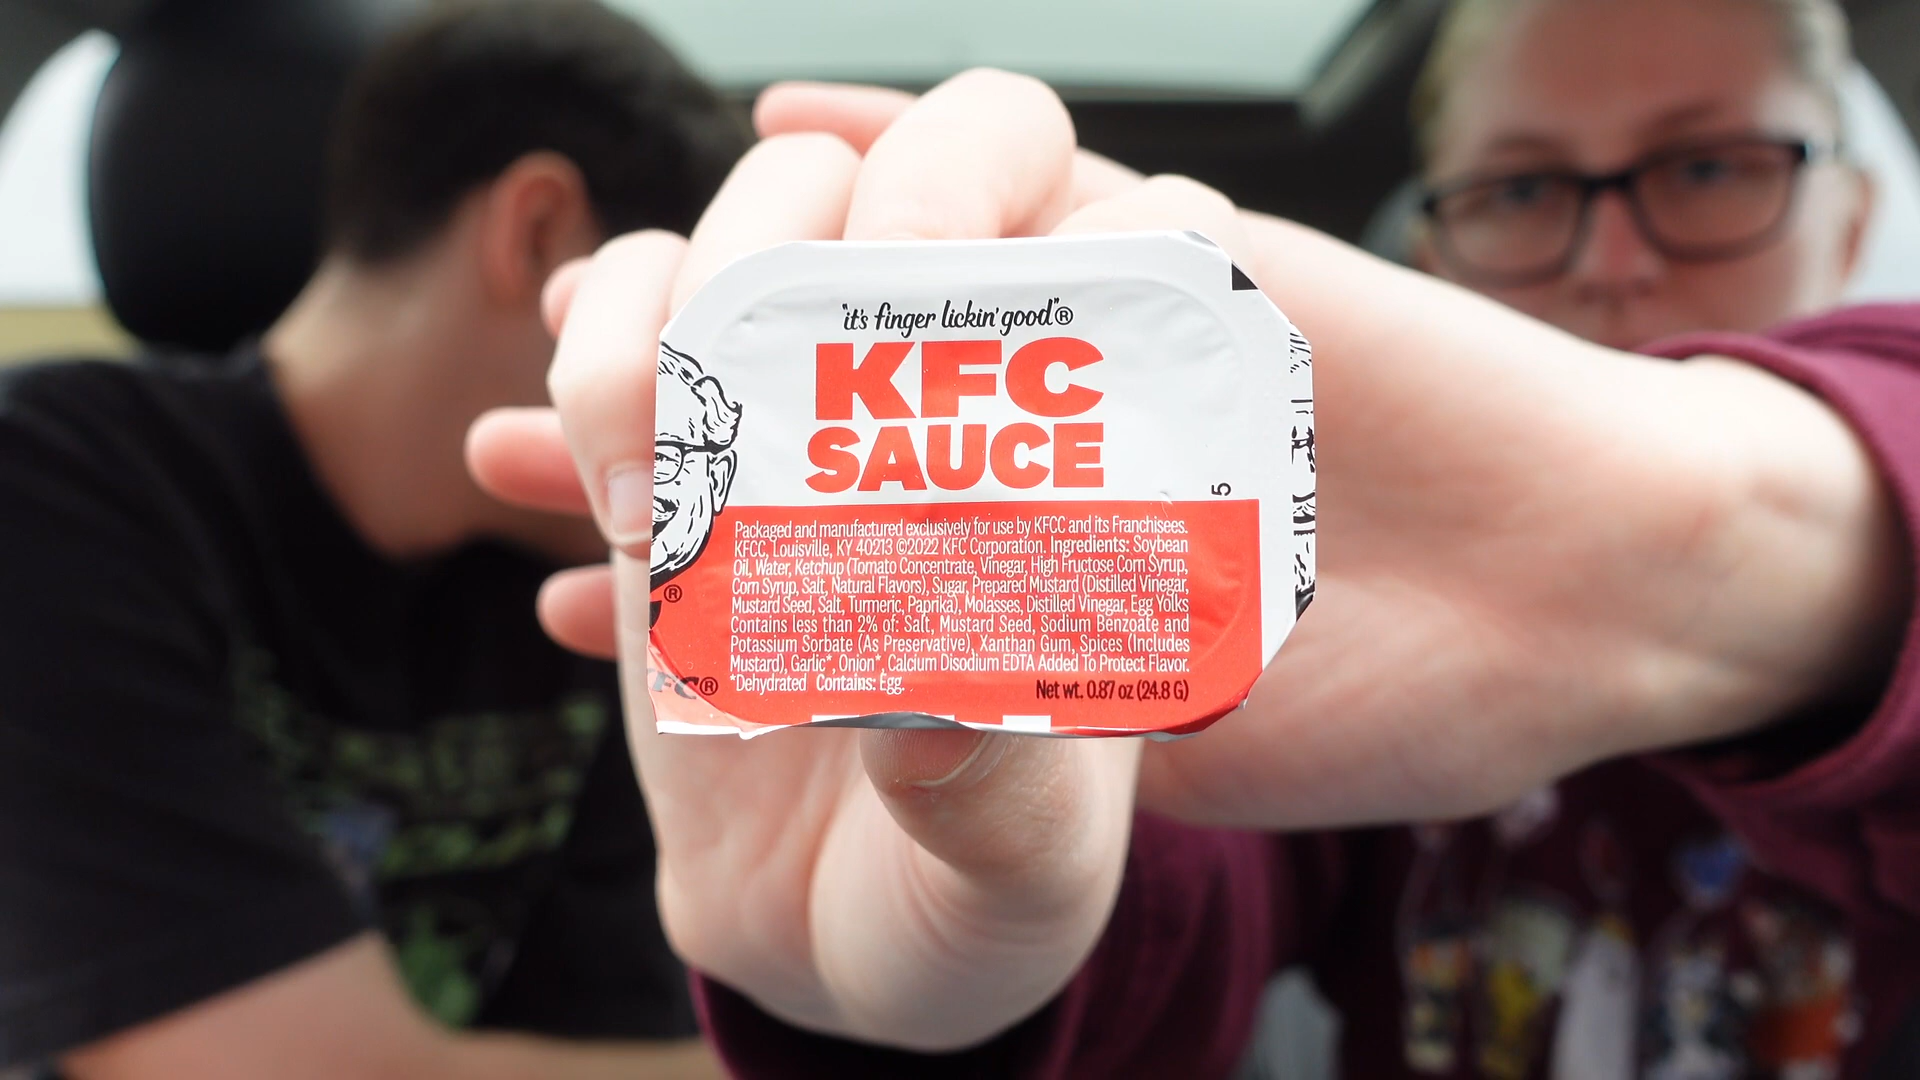 "it's finger lickin' good"®
KFC
SAUCE
5
Packaged and manufactured exclusively for use by KFCC and its Franchisees.
KFCC, Louisville, KY 40213 ©2022 KFC Corporation. Ingredients: Soybean
Oil, Water, Ketchup (Tomato Concentrate, Vinegar, High Fructose Corn Syrup,
Corn Syrup, Salt, Natural Flavors), Sugar, Prepared Mustard (Distilled Vinegar,
Mustard Seed, Salt, Turmeric, Paprika), Molasses, Distilled Vinegar, Egg Yolks
Contains less than 2% of: Salt, Mustard Seed, Sodium Benzoate and
Potassium Sorbate (As Preservative), Xanthan Gum, Spices (Includes
Mustard), Garlic*, Onion*, Calcium Disodium EDTA Added To Protect Flavor.
*Dehydrated Contains: Egg.
Net wt. 0.87 oz (24.8 G)
®
FC®